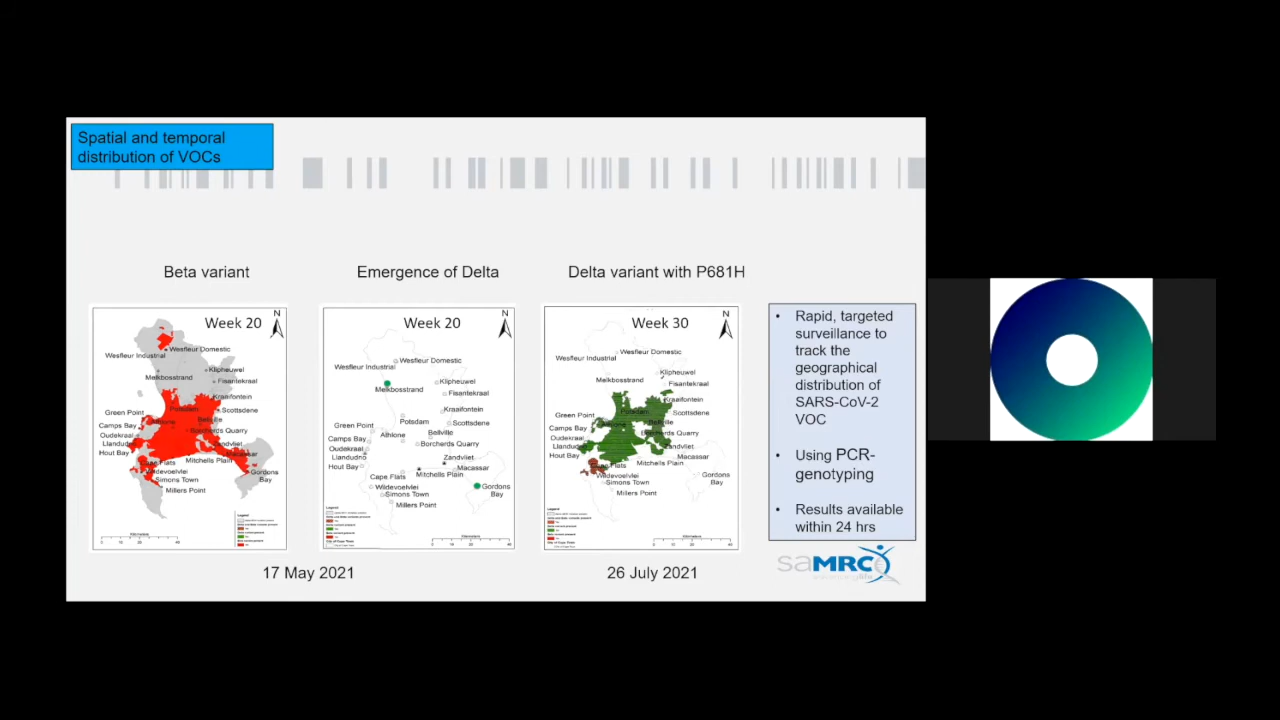 Spatial and temporal
distribution of VOCs
Beta variant
Emergence of Delta
Delta variant with P681H
Week 20
N
Wesfleur Domestic
Wesfleur Industrial
Melkbosstrand
Klipheuwel
Fisantekraal
Kraaifontein
Green Point
Potsdam
Scottsdene
Camps Bay
Athlone
Bellville
Oudekraal
Borcherds Quarry
Llandudno
Zandvliet
Hout Bay
Macassar
Cape Flats
Mitchells Plain
Wildevoelvlei
Gordons
Bay
Simons Town
Millers Point
Week 20
N
Wesfleur Domestic
Wesfleur Industrial
Klipheuwel
Melkbosstrand
Fisantekraal
Kraaifontein
Potsdam
Scottsdene
Green Point
Athlone
Bellville
Camps Bay
Borcherds Quarry
Oudekraal
Llandudno
Zandvliet
Hout Bay
Macassar
Cape Flats
Mitchells Plain
Wildevoelvlei
Gordons
Bay
Simons Town
Millers Point
Week 30
N
Wesfleur Domestic
Wesfleur Industrial
Klipheuwel
Melkbosstrand
Fisantekraal
Kraaifontein
Green Point
Potsdam
Scottsdene
Camps Bay
Athlone
Bellville
Oudekraal
Borcherds Quarry
Llandudno
Zandvliet
Hout Bay
Macassar
Cape Flats
Mitchells Plain
Wildevoelvlei
Gordons
Bay
Simons Town
Millers Point
17 May 2021
26 July 2021
• Rapid, targeted
surveillance to
track the
geographical
distribution of
SARS-CoV-2
VOC
• Using PCR-
genotyping
• Results available
within 24 hrs
saMRC